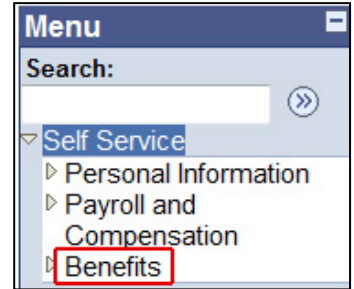 Menu
Search:
Self Service
Personal Information
Payroll and
Compensation
Benefits